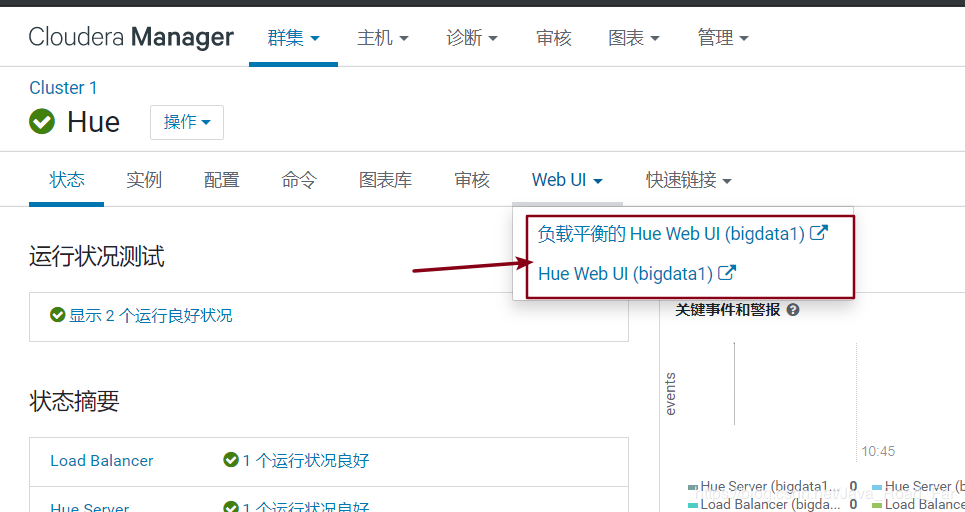 Cloudera Manager 群集 主机 诊断 审核 图表 管理
Cluster 1
Hue 操作
状态 实例 配置 命令 图表库 审核 Web UI 快速链接
负载平衡的 Hue Web UI (bigdata1)
Hue Web UI (bigdata1)
运行状况测试
显示 2 个运行良好状况
关键事件和警报
events
10:45
状态摘要
Load Balancer 1 个运行状况良好
Hue Server 1 个运行状况良好
Hue Server (bigdata1... 0 Hue Server (b
Load Balancer (bigda... 0 Load Balan